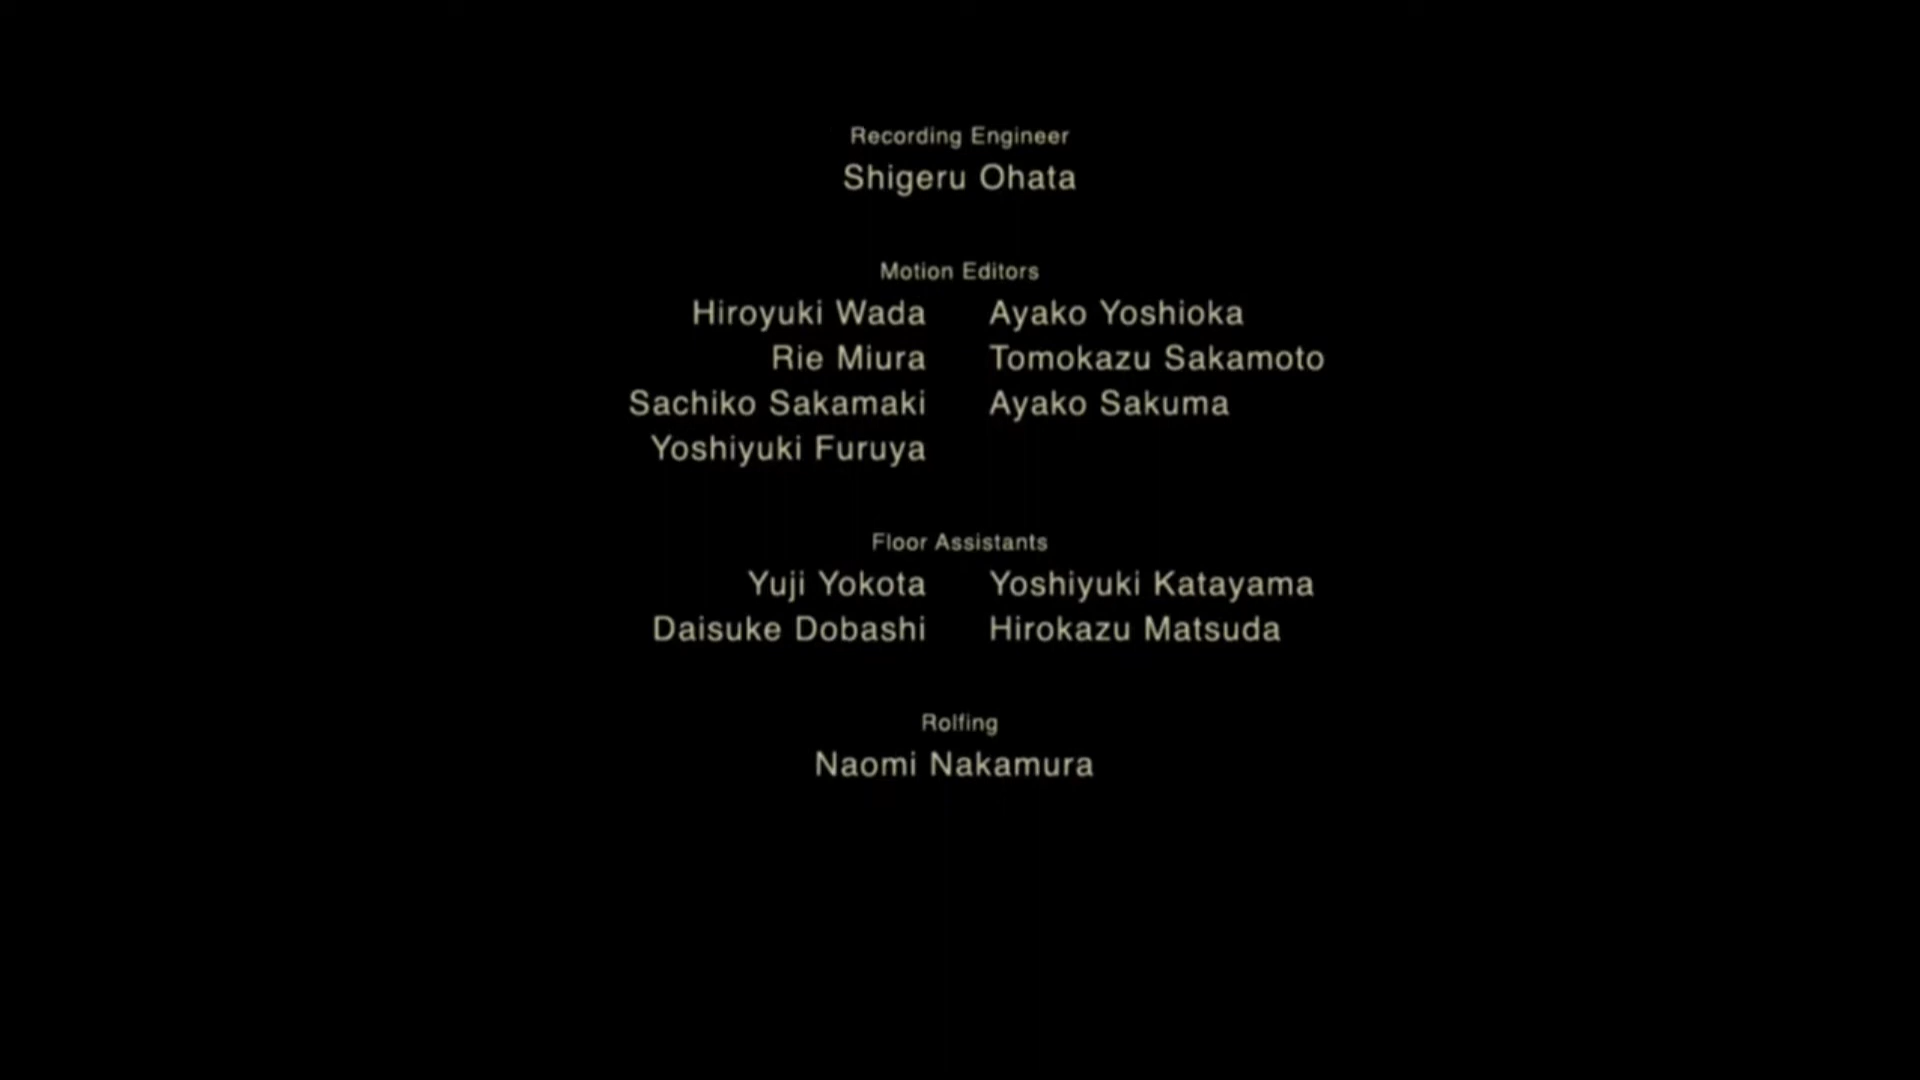 Recording Engineer
Shigeru Ohata
Motion Editors
Hiroyuki Wada Ayako Yoshioka
Rie Miura Tomokazu Sakamoto
Sachiko Sakamaki Ayako Sakuma
Yoshiyuki Furuya
Floor Assistants
Yuji Yokota Yoshiyuki Katayama
Daisuke Dobashi Hirokazu Matsuda
Rolfing
Naomi Nakamura